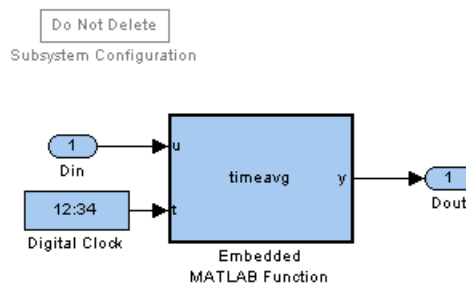 Do Not Delete
Subsystem Configuration
1
u
Din
timeavg
y
1
Dout
12:34
t
Digital Clock
Embedded
MATLAB Function